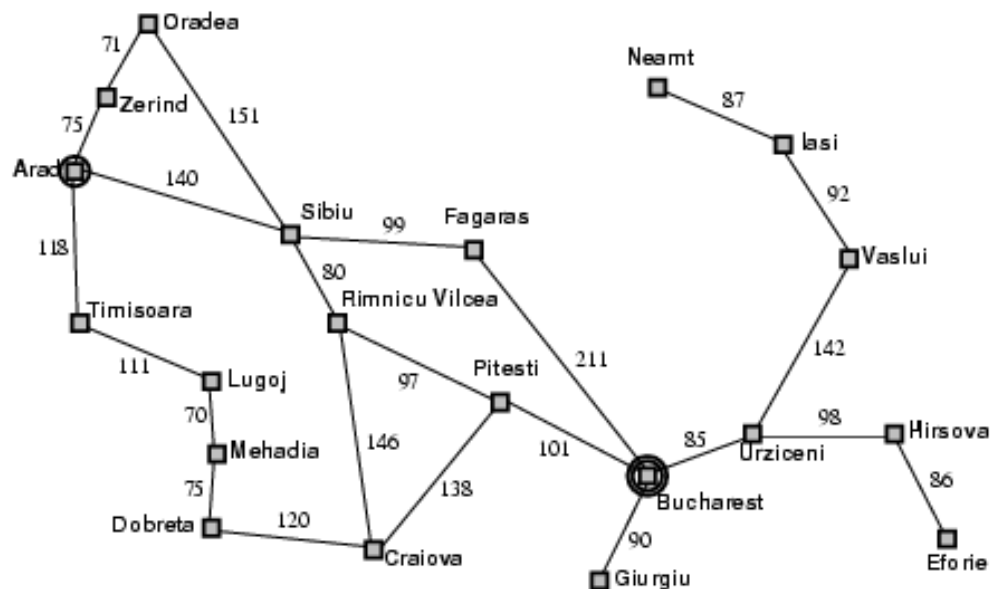 Oradea
71
Neamt
87
Zerind
75
151
Iasi
Arad
140
92
Sibiu
99
Fagaras
118
80
Vaslui
Timisoara
Rimnicu Vilcea
142
111
Lugoj
97
Pitesti
211
70
98
Hirsova
146
101
85
Urziceni
Mehadia
86
75
138
Bucharest
Dobreta
120
90
Craiova
Eforie
Giurgiu